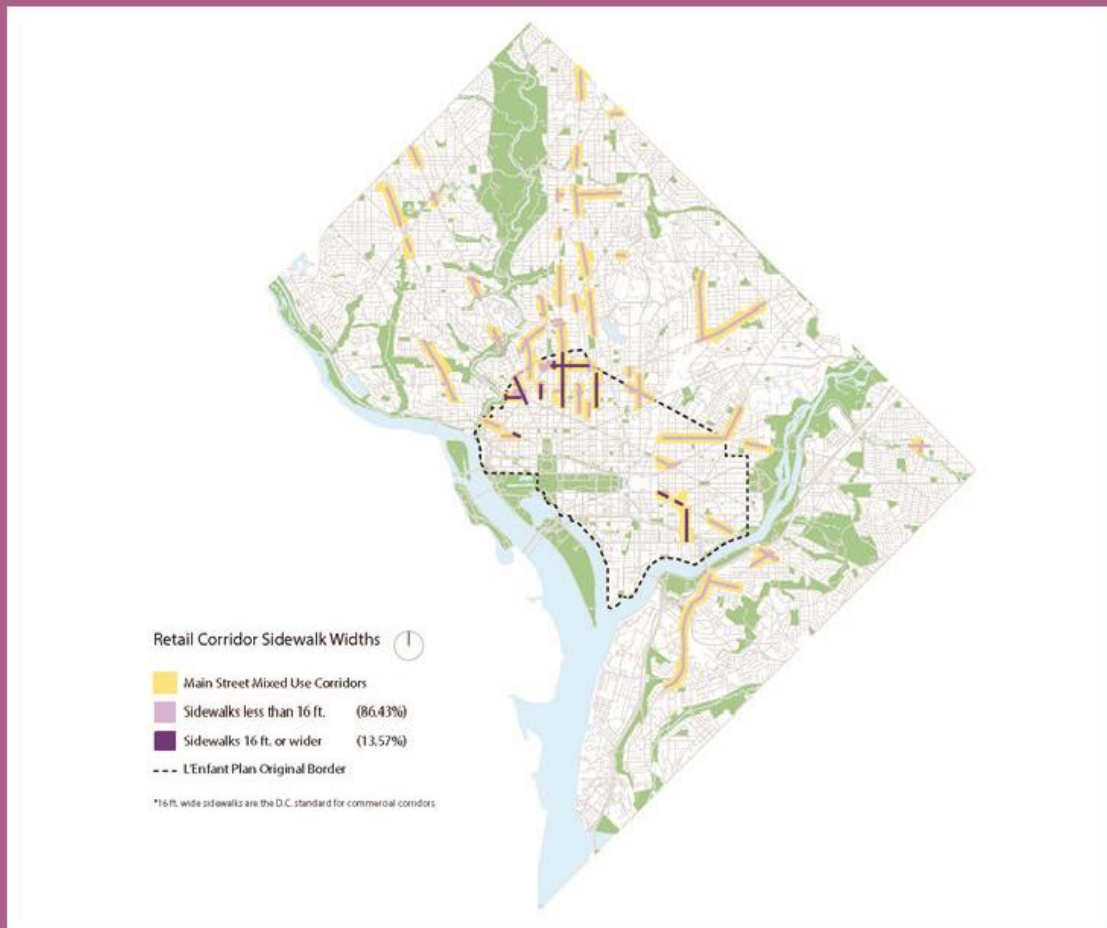 Retail Corridor Sidewalk Widths
Main Street Mixed Use Corridors
Sidewalks less than 16 ft. (86.43%)
Sidewalks 16 ft. or wider (13.57%)
L'Enfant Plan Original Border
*16 ft. wide sidewalks are the D.C. standard for commercial corridors